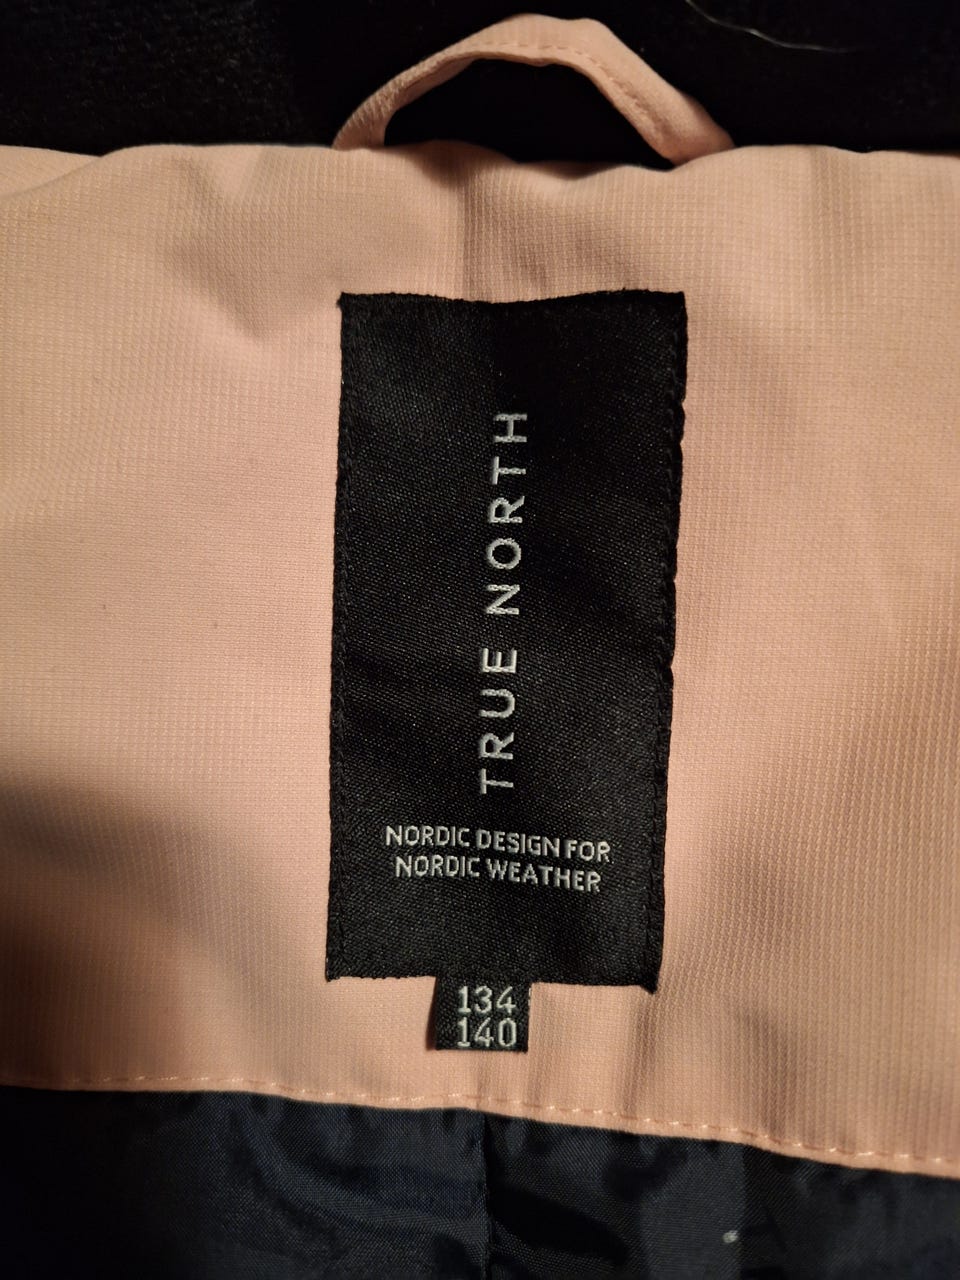 TRUE NORTH
NORDIC DESIGN FOR
NORDIC WEATHER
134
140